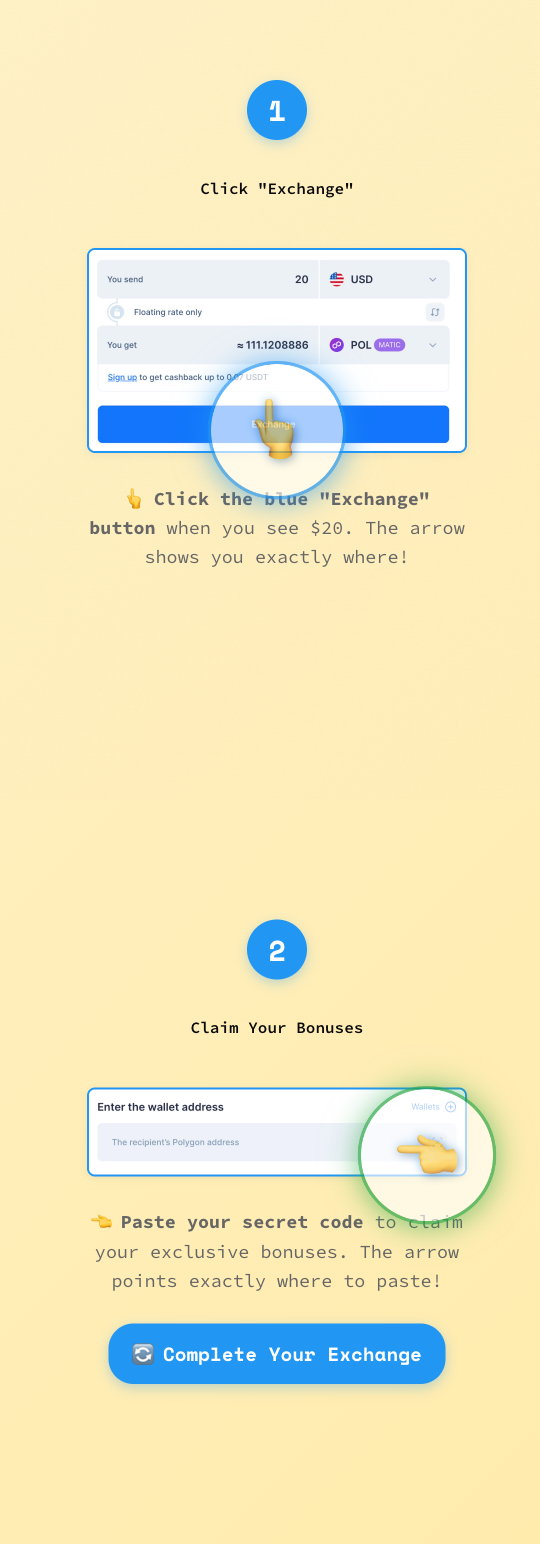 1
Click "Exchange"
You send 20 USD
Floating rate only
You get ≈ 111.1208886 POL MATIC
Sign up to get cashback up to 0.07 USDT
Exchange
👆 Click the blue "Exchange"
button when you see $20. The arrow
shows you exactly where!
2
Claim Your Bonuses
Enter the wallet address Wallets
The recipient's Polygon address
👈 Paste your secret code to claim
your exclusive bonuses. The arrow
points exactly where to paste!
🔄 Complete Your Exchange